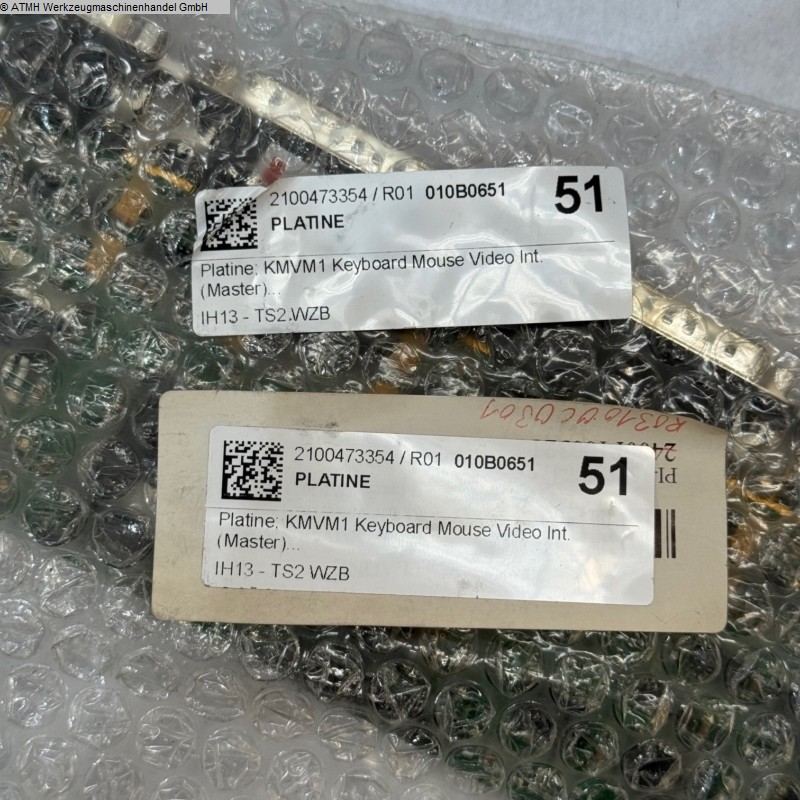 © ATMH Werkzeugmaschinenhandel GmbH
2100473354 / R01 010B0651 51
PLATINE
Platine; KMVM1 Keyboard Mouse Video Int.
(Master)...
IH13 - TS2.WZB
2100473354 / R01 010B0651 51
PLATINE
Platine; KMVM1 Keyboard Mouse Video Int.
(Master)...
IH13 - TS2 WZB